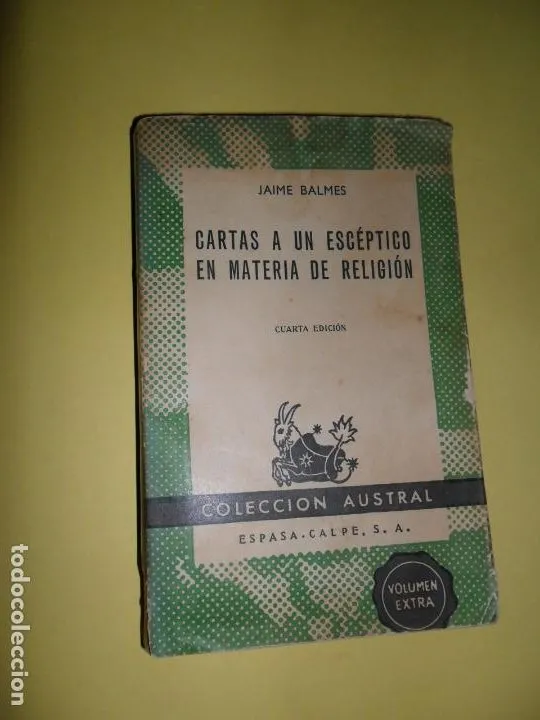 JAIME BALMES
CARTAS A UN ESCÉPTICO
EN MATERIA DE RELIGIÓN
CUARTA EDICIÓN
COLECCION AUSTRAL
ESPASA-CALPE, S. A.
VOLUMEN
EXTRA
todocoleccion